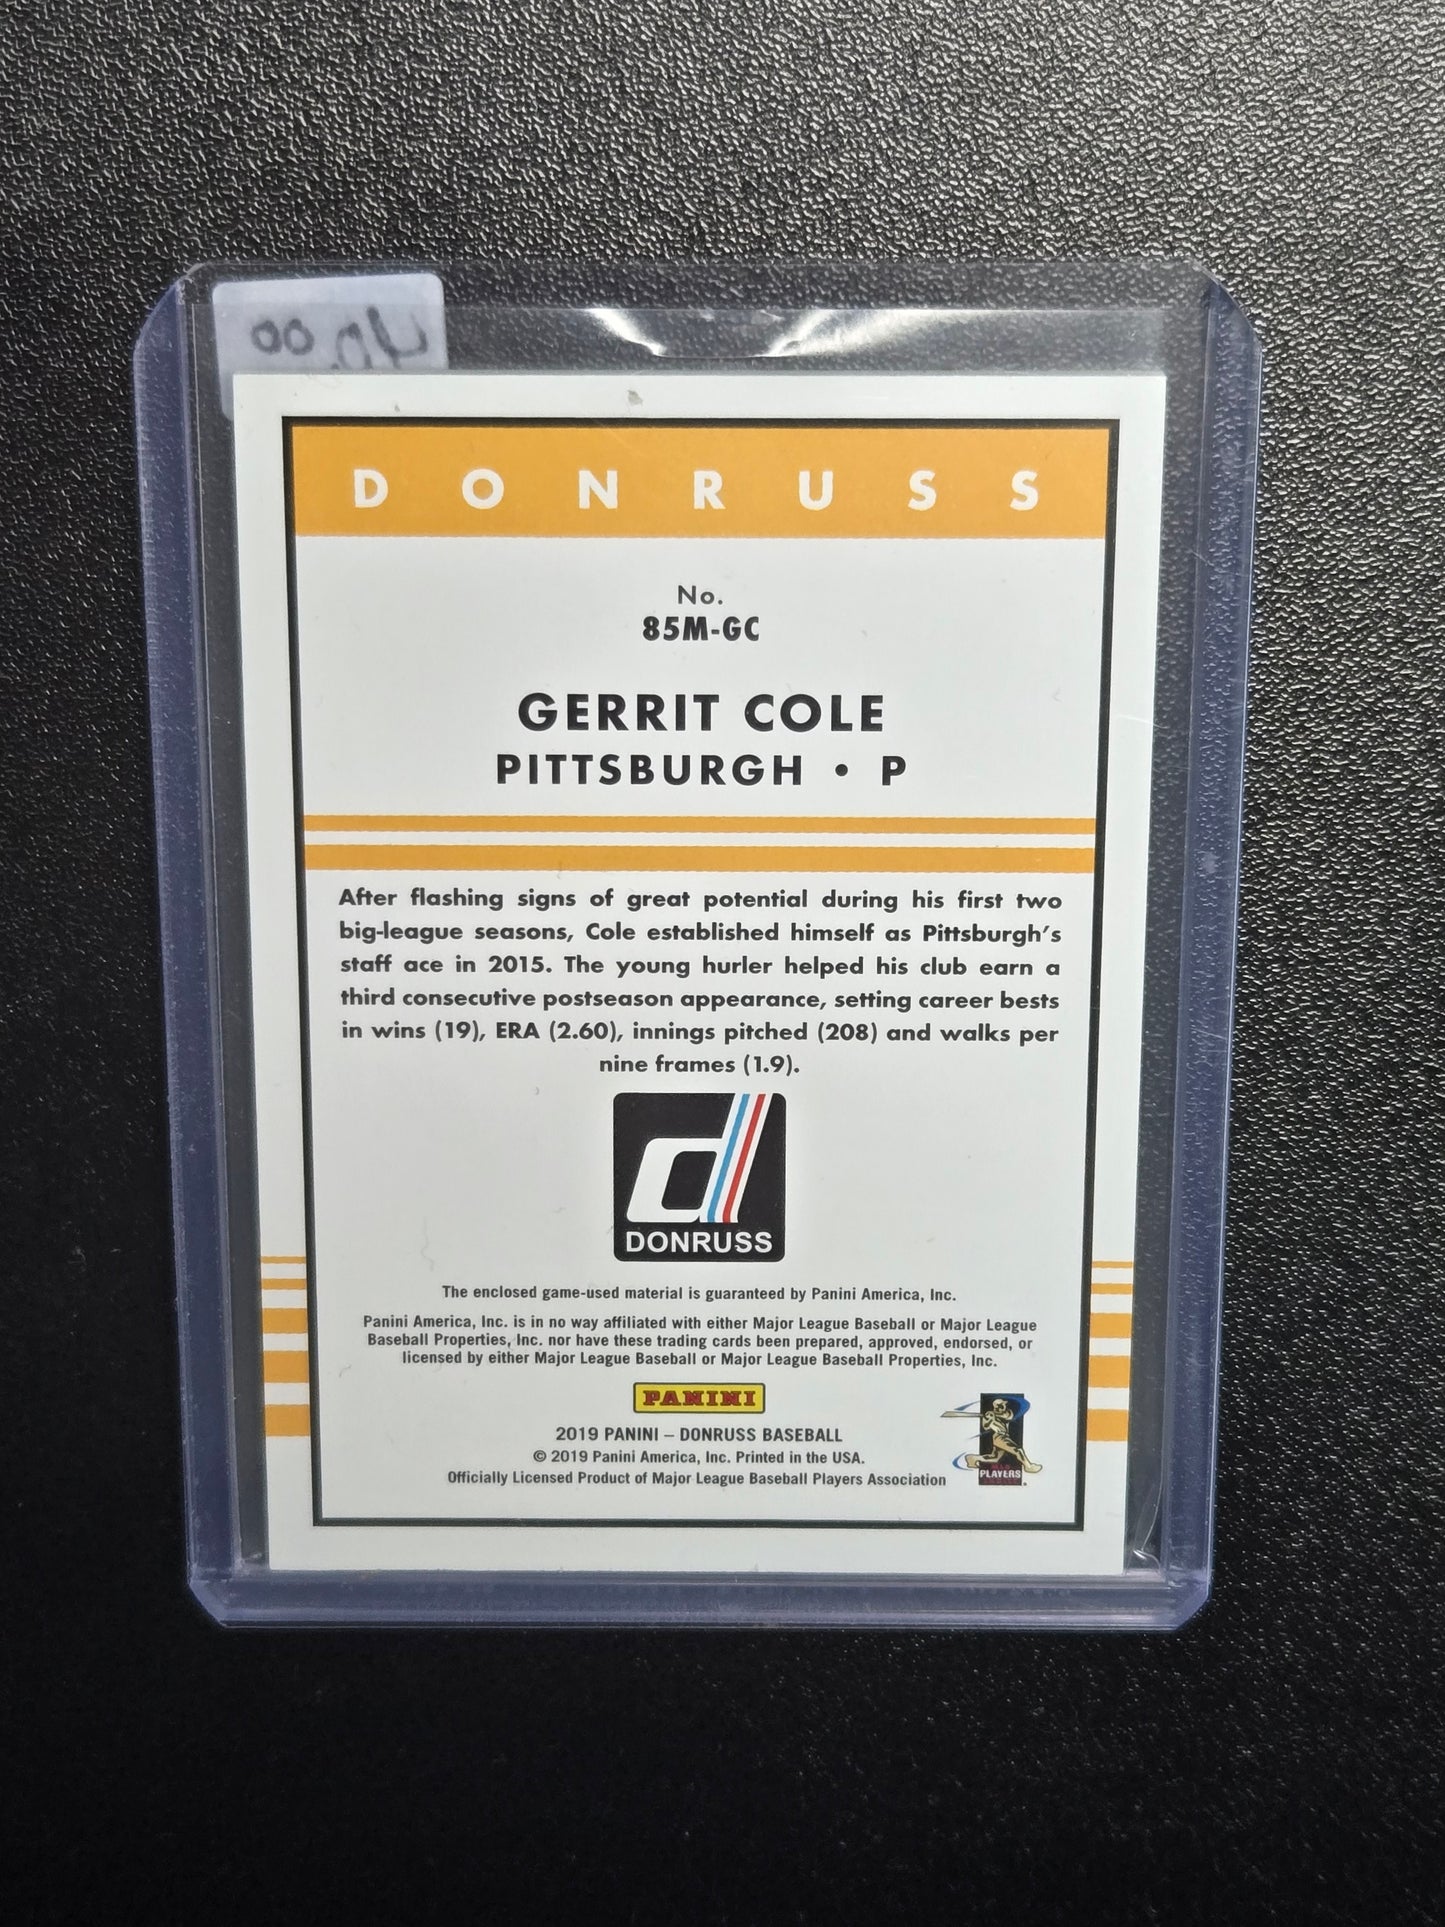 40.00
DONRUSS
No.
85M-GC
GERRIT COLE
PITTSBURGH • P
After flashing signs of great potential during his first two
big-league seasons, Cole established himself as Pittsburgh's
staff ace in 2015. The young hurler helped his club earn a
third consecutive postseason appearance, setting career bests
in wins (19), ERA (2.60), innings pitched (208) and walks per
nine frames (1.9).
d
DONRUSS
The enclosed game-used material is guaranteed by Panini America, Inc.
Panini America, Inc. is in no way affiliated with either Major League Baseball or Major League
Baseball Properties, Inc. nor have these trading cards been prepared, approved, endorsed, or
licensed by either Major League Baseball or Major League Baseball Properties, Inc.
PANINI
2019 PANINI – DONRUSS BASEBALL
© 2019 Panini America, Inc. Printed in the USA.
Officially Licensed Product of Major League Baseball Players Association
PLAYERS